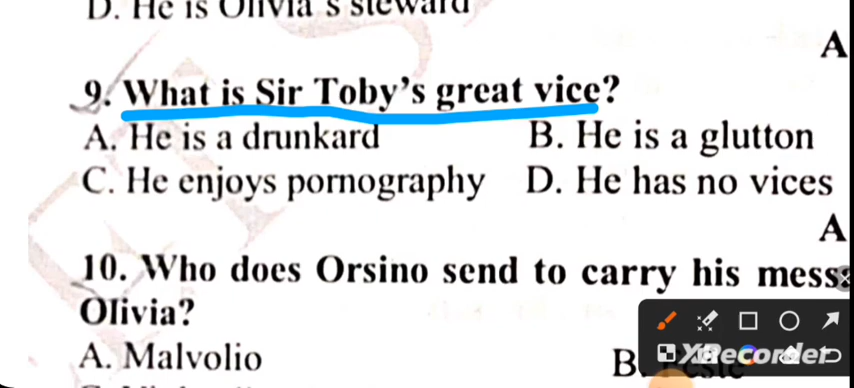 D. He is Olivia's steward
A
9. What is Sir Toby's great vice?
A. He is a drunkard B. He is a glutton
C. He enjoys pornography D. He has no vices
A
10. Who does Orsino send to carry his
Olivia?
A. Malvolio B.
XRecorder